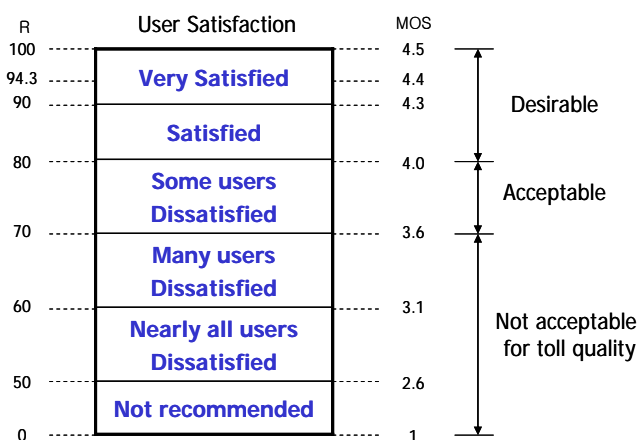 R User Satisfaction MOS
100 4.5
94.3 Very Satisfied 4.4
90 4.3
Desirable
Satisfied
80 4.0
Some users
Dissatisfied
Acceptable
70 3.6
Many users
Dissatisfied
60 3.1
Nearly all users
Dissatisfied
Not acceptable
for toll quality
50 2.6
Not recommended
0 1